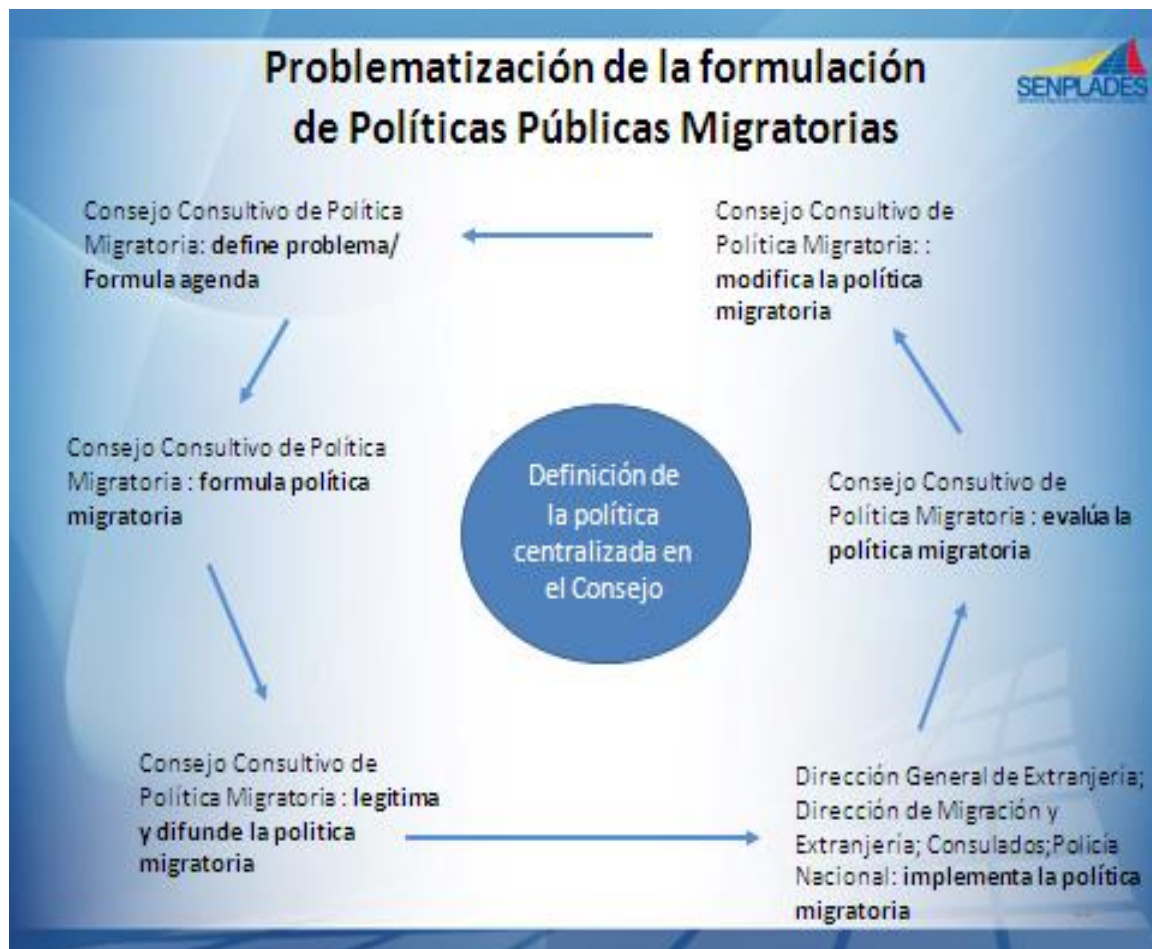 Problematización de la formulación
de Políticas Públicas Migratorias
SENPLADES
Consejo Consultivo de Política
Migratoria: define problema/
Formula agenda
Consejo Consultivo de
Política Migratoria: :
modifica la política
migratoria
Consejo Consultivo de Política
Migratoria : formula política
migratoria
Definición de
la política
centralizada en
el Consejo
Consejo Consultivo de
Política Migratoria : evalúa la
política migratoria
Consejo Consultivo de
Política Migratoria : legitima
y difunde la politica
migratoria
Dirección General de Extranjería;
Dirección de Migración y
Extranjería; Consulados;Policía
Nacional: implementa la política
migratoria